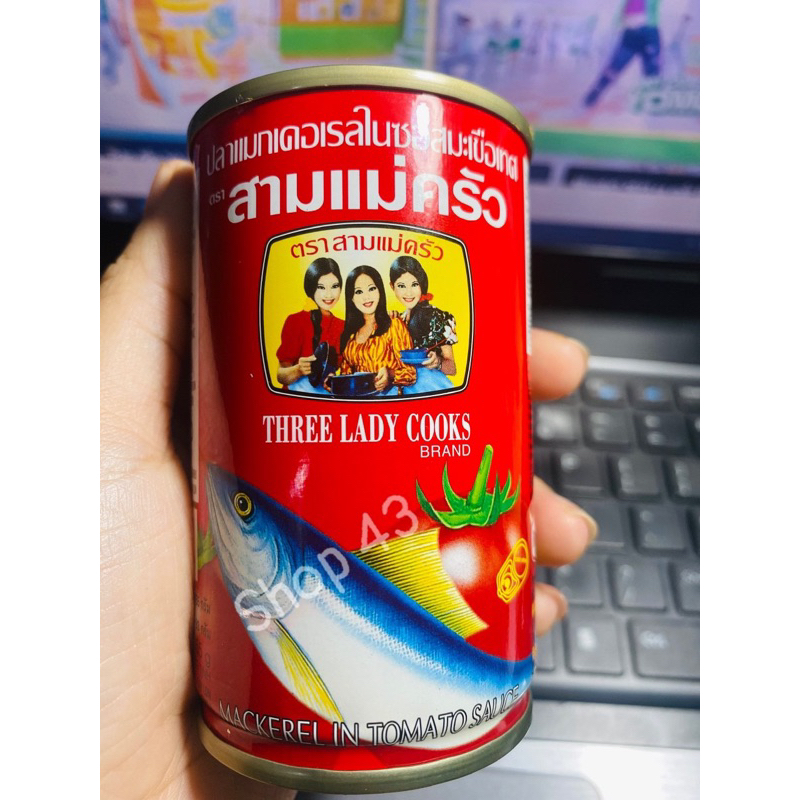 ปลาแมกเคอเรลในซอสมะเขือเทศ
ตรา สามแม่ครัว
ตราสามแม่ครัว
THREE LADY COOKS
BRAND
Shop 43
MACKEREL IN TOMATO SAUCE